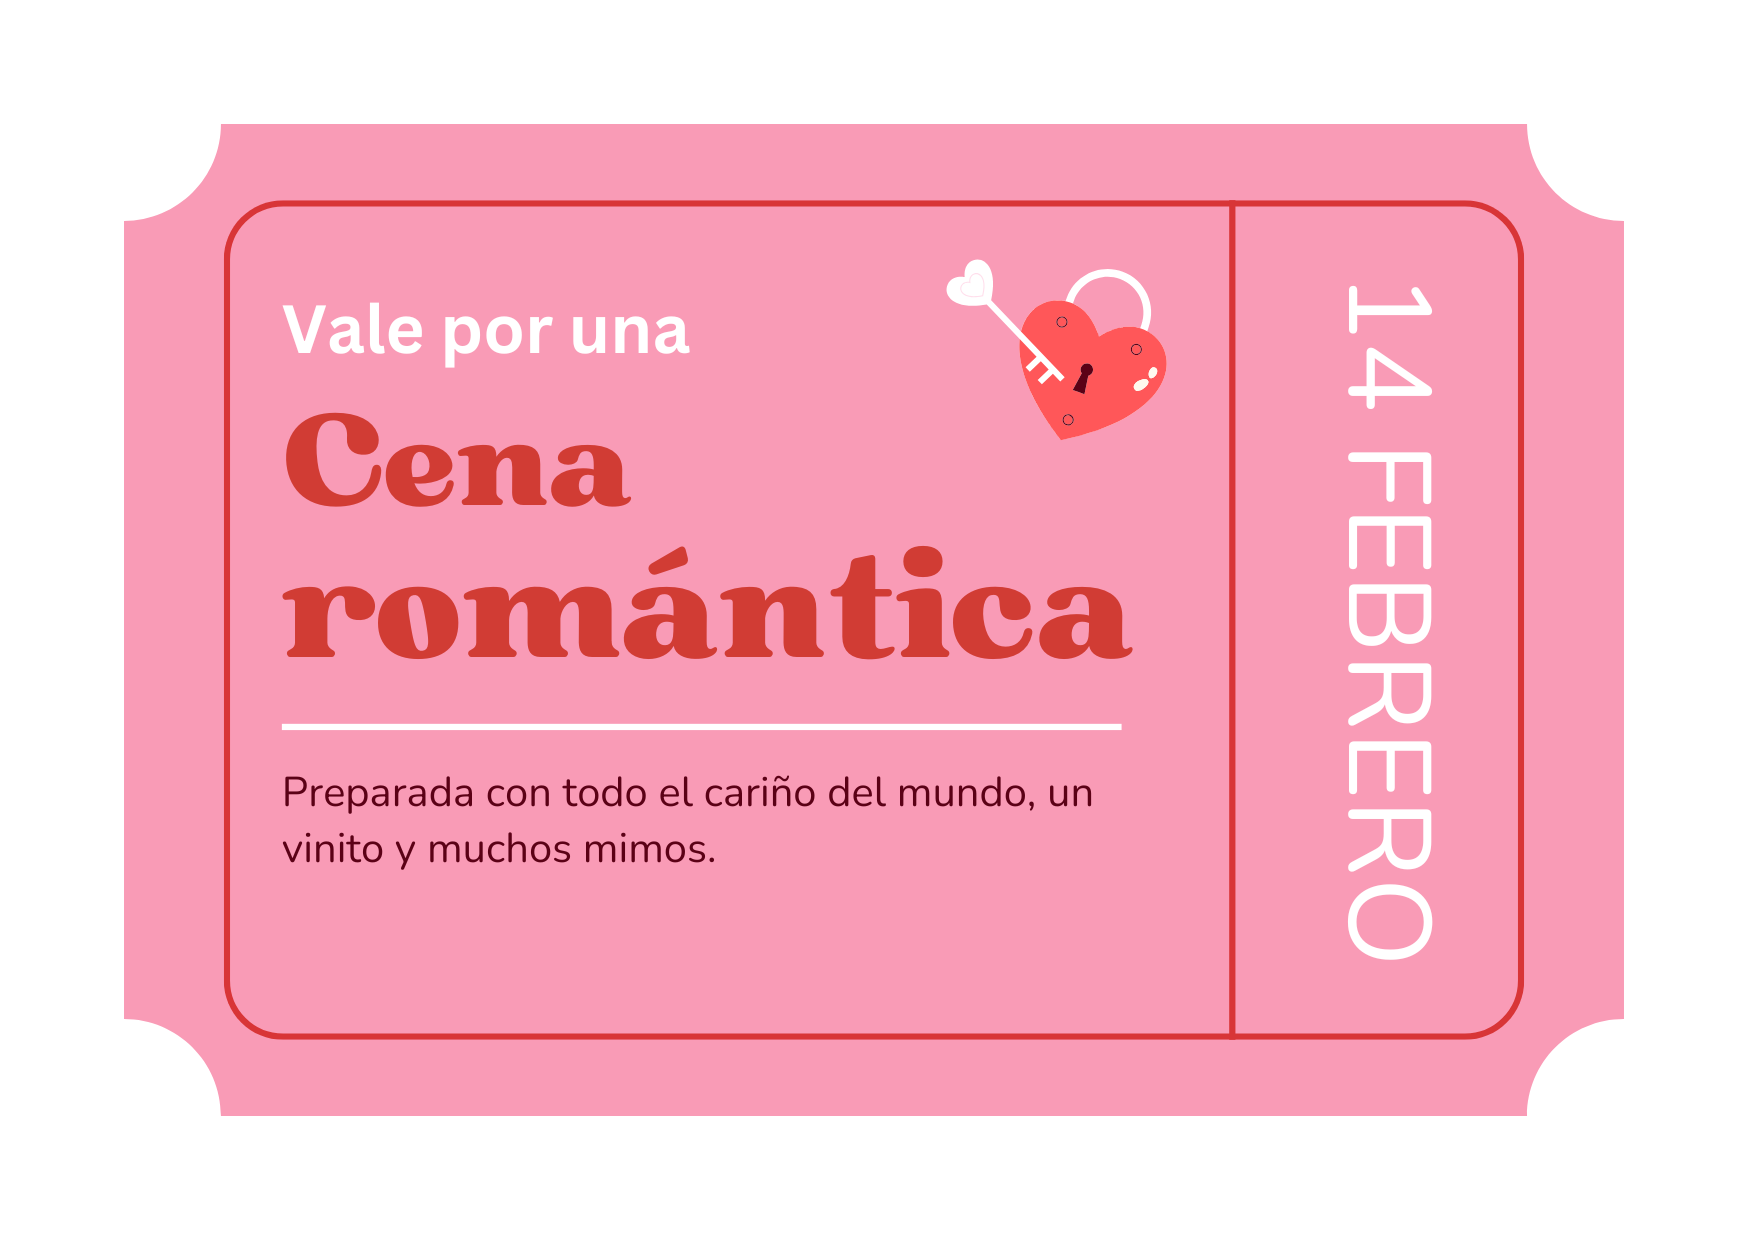 Vale por una
Cena
romántica
Preparada con todo el cariño del mundo, un
vinito y muchos mimos.
14 FEBRERO